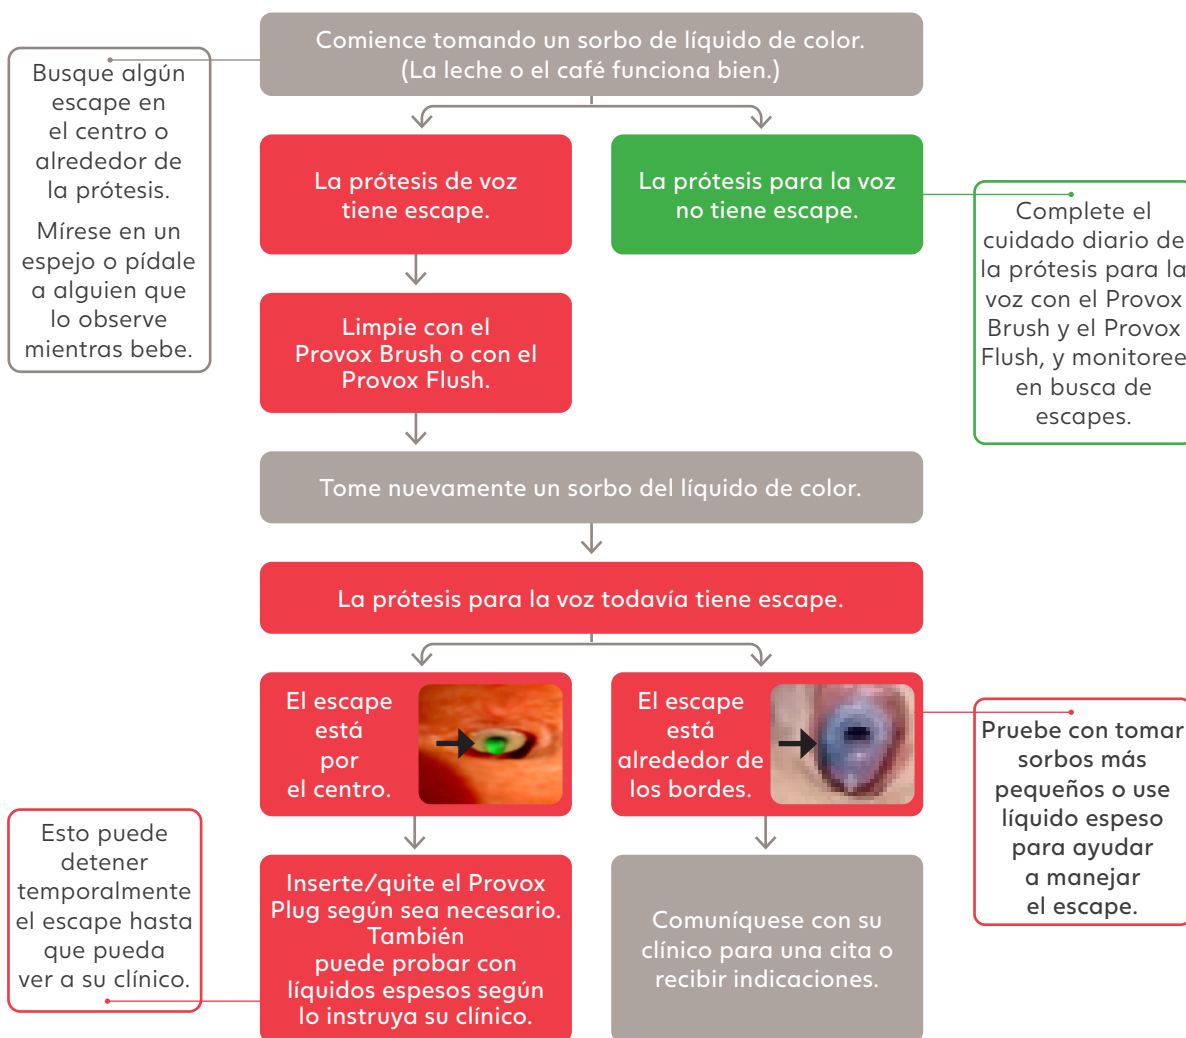 Comience tomando un sorbo de líquido de color.
(La leche o el café funciona bien.)
Busque algún
escape en
el centro o
alrededor de
la prótesis.
Mírese en un
espejo o pídale
a alguien que
lo observe
mientras bebe.
La prótesis de voz
tiene escape.
La prótesis para la voz
no tiene escape.
Complete el
cuidado diario de
la prótesis para la
voz con el Provox
Brush y el Provox
Flush, y monitoree
en busca de
escapes.
Limpie con el
Provox Brush o con el
Provox Flush.
Tome nuevamente un sorbo del líquido de color.
La prótesis para la voz todavía tiene escape.
El escape
está
por
el centro.
El escape
está
alrededor de
los bordes.
Pruebe con tomar
sorbos más
pequeños o use
líquido espeso
para ayudar
a manejar
el escape.
Esto puede
detener
temporalmente
el escape hasta
que pueda
ver a su clínico.
Inserte/quite el Provox
Plug según sea necesario.
También
puede probar con
líquidos espesos según
lo instruya su clínico.
Comuníquese con su
clínico para una cita o
recibir indicaciones.